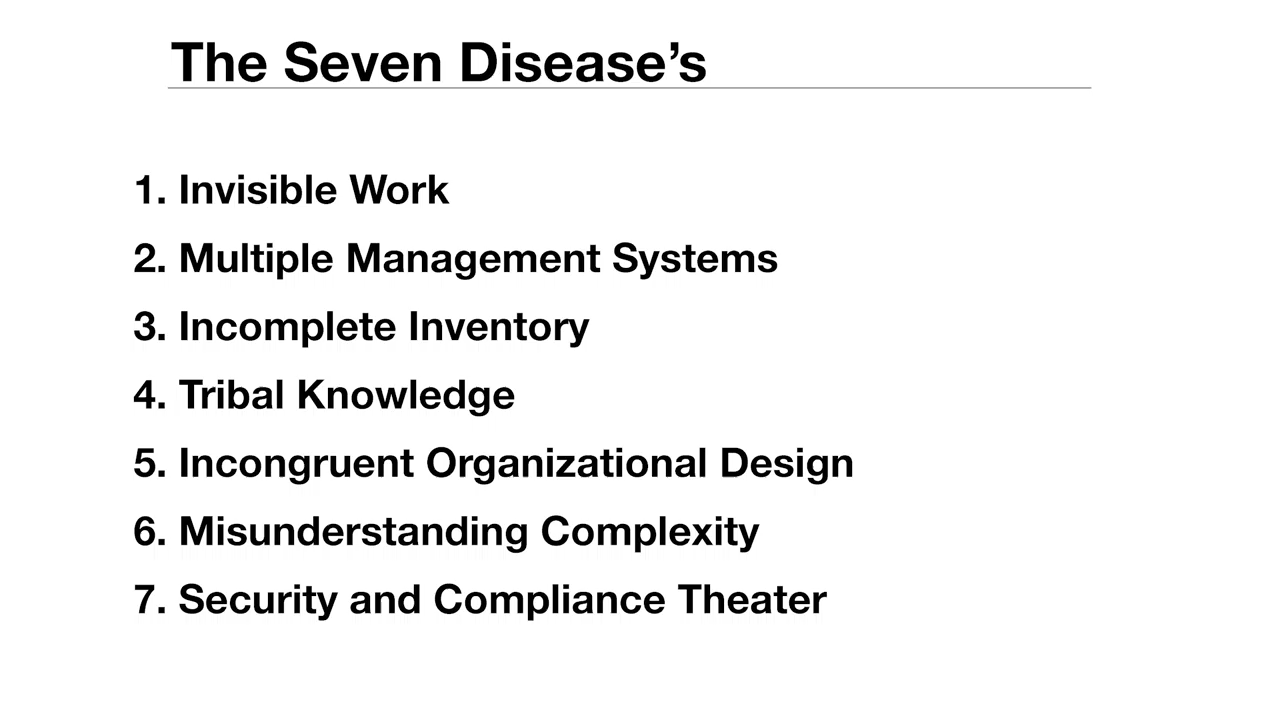 The Seven Disease’s
1. Invisible Work
2. Multiple Management Systems
3. Incomplete Inventory
4. Tribal Knowledge
5. Incongruent Organizational Design
6. Misunderstanding Complexity
7. Security and Compliance Theater